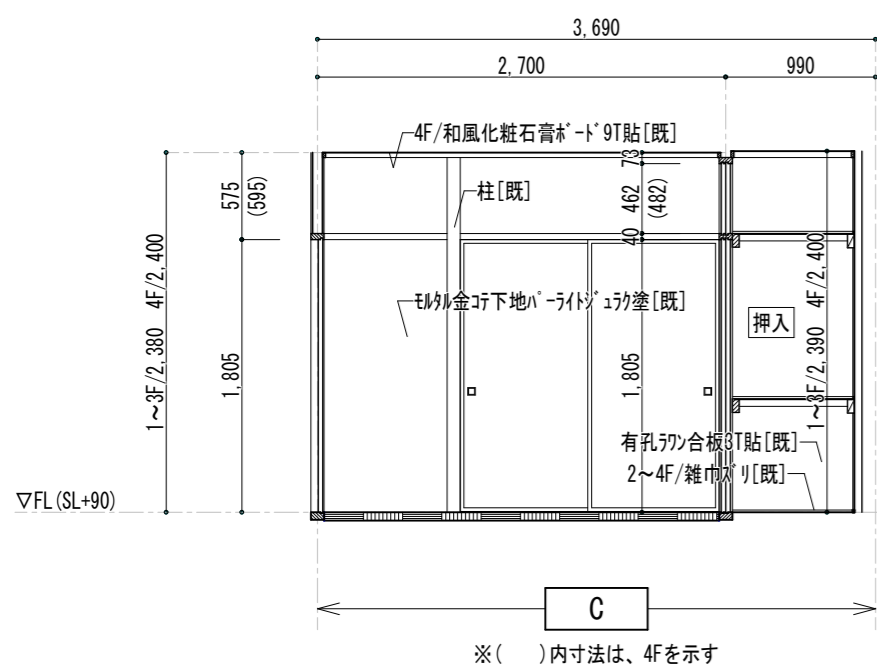 3,690
2,700
990
4F/和風化粧石膏ﾎﾞｰﾄﾞ9T貼[既]
73
575
(595)
柱[既]
462
(482)
40
1～3F/2,380 4F/2,400
ﾓﾙﾀﾙ金ｺﾃ下地ﾊﾟｰﾗｲﾄｼﾞｭﾗｸ塗[既]
押入
1,805
1,805
1～3F/2,390 4F/2,400
有孔ﾗﾜﾝ合板3T貼[既]
2～4F/雑巾ｽﾞﾘ[既]
▽FL(SL+90)
C
※(　　)内寸法は、4Fを示す